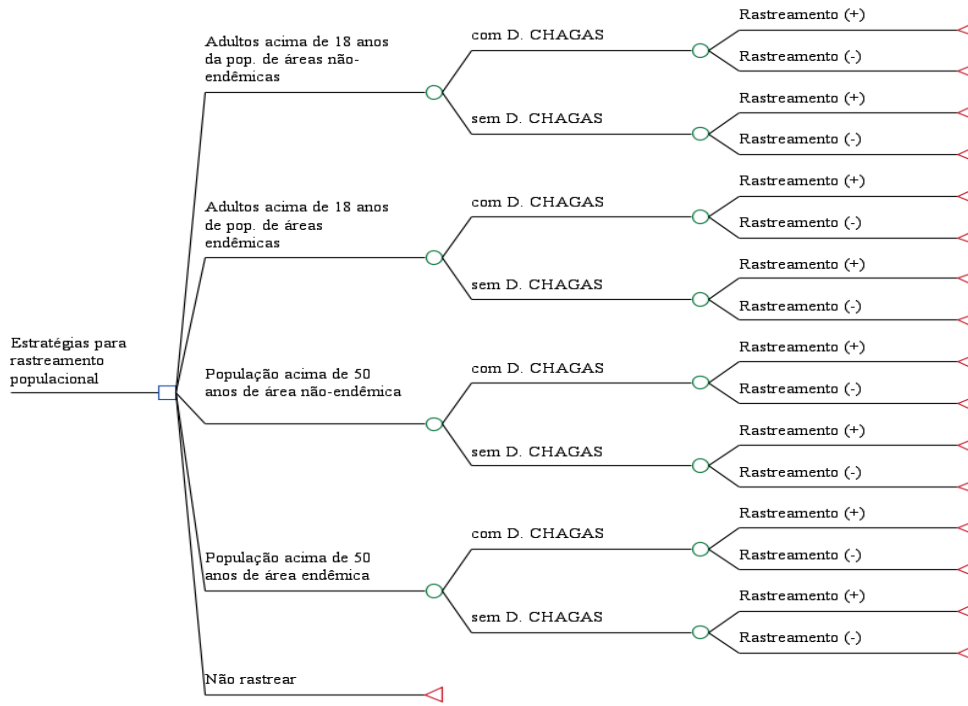 Estratégias para
rastreamento
populacional
Adultos acima de 18 anos
da pop. de áreas não-
endêmicas
com D. CHAGAS
Rastreamento (+)
Rastreamento (-)
sem D. CHAGAS
Rastreamento (+)
Rastreamento (-)
Adultos acima de 18 anos
de pop. de áreas
endêmicas
com D. CHAGAS
Rastreamento (+)
Rastreamento (-)
sem D. CHAGAS
Rastreamento (+)
Rastreamento (-)
População acima de 50
anos de área não-endêmica
com D. CHAGAS
Rastreamento (+)
Rastreamento (-)
sem D. CHAGAS
Rastreamento (+)
Rastreamento (-)
População acima de 50
anos de área endêmica
com D. CHAGAS
Rastreamento (+)
Rastreamento (-)
sem D. CHAGAS
Rastreamento (+)
Rastreamento (-)
Não rastrear